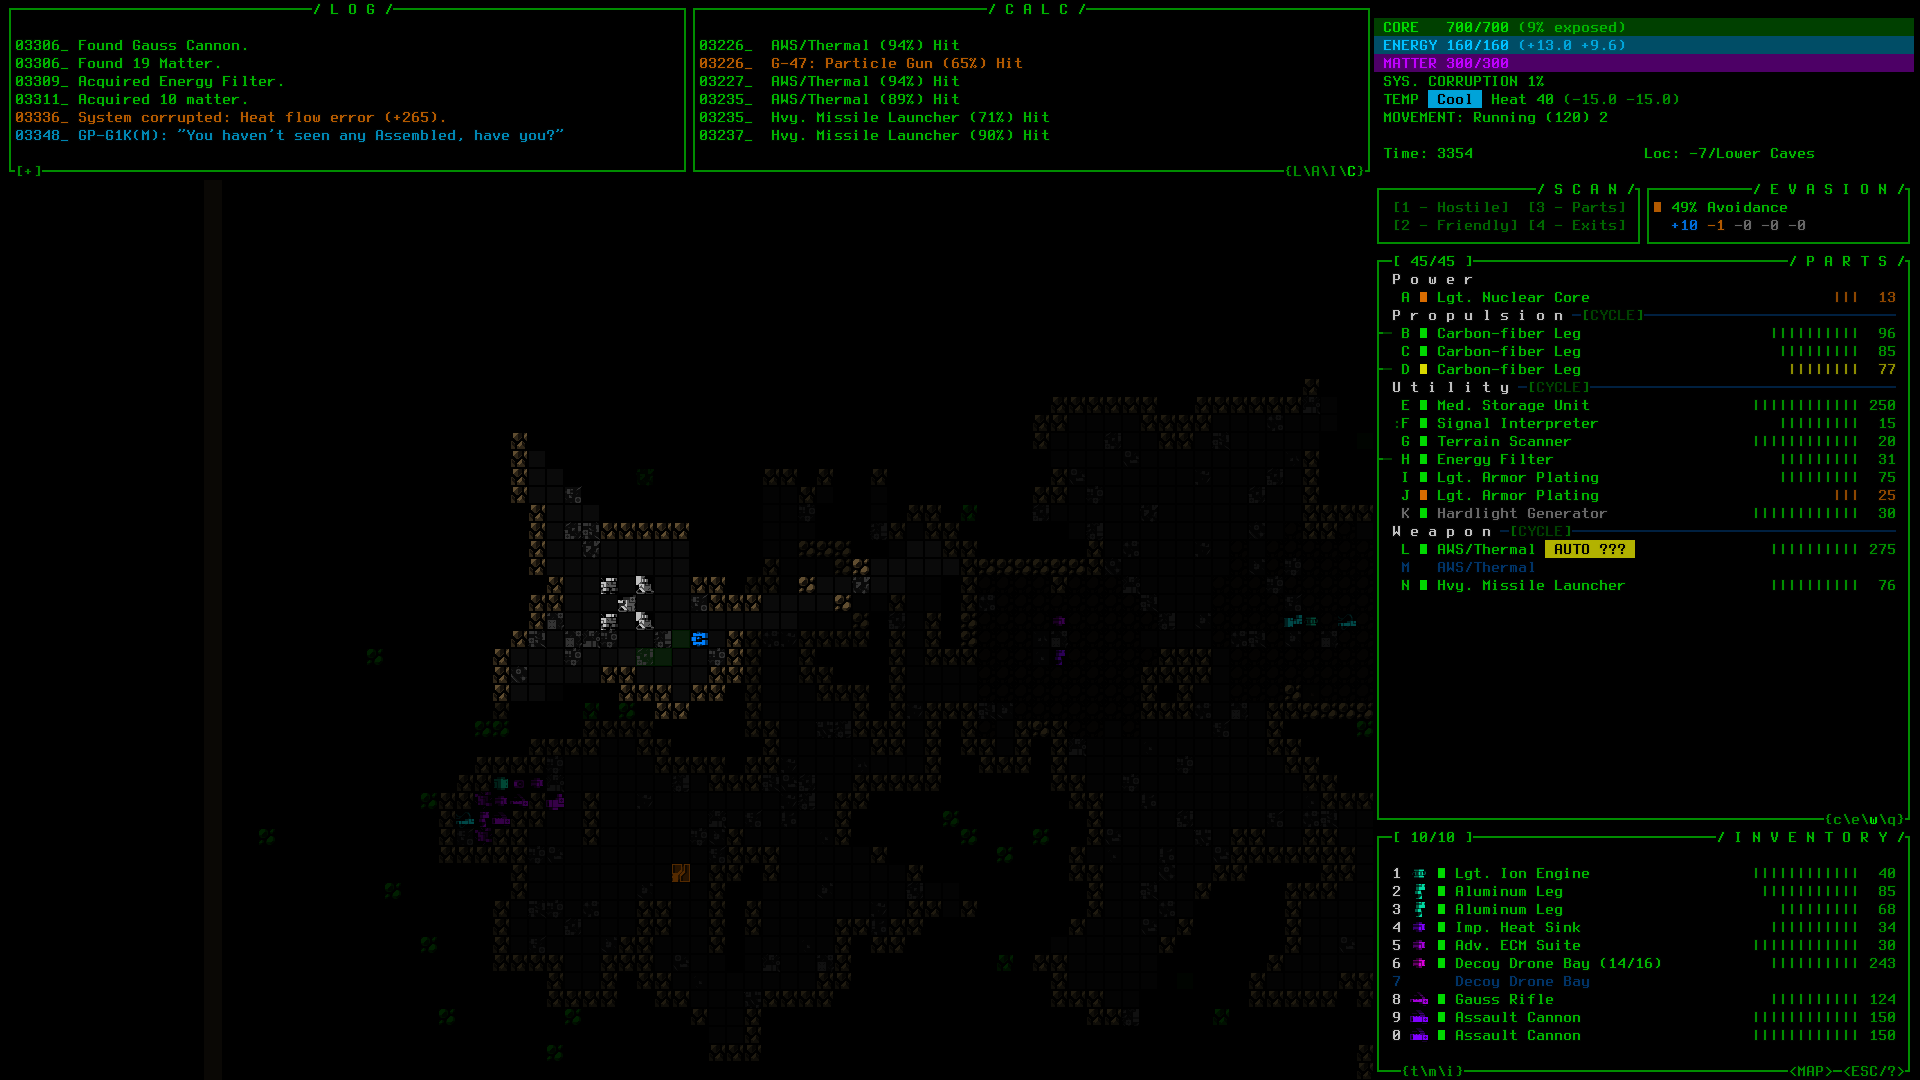 / L O G /
03306_ Found Gauss Cannon.
03306_ Found 19 Matter.
03309_ Acquired Energy Filter.
03311_ Acquired 10 matter.
03336_ System corrupted: Heat flow error (+265).
03348_ GP-G1K(M): "You haven't seen any Assembled, have you?"
[+]
/ C A L C /
03226_ AWS/Thermal (94%) Hit
03226_ G-47: Particle Gun (65%) Hit
03227_ AWS/Thermal (94%) Hit
03235_ AWS/Thermal (89%) Hit
03235_ Hvy. Missile Launcher (71%) Hit
03237_ Hvy. Missile Launcher (90%) Hit
{L\A\I\C}
CORE 700/700 (9% exposed)
ENERGY 160/160 (+13.0 +9.6)
MATTER 300/300
SYS. CORRUPTION 1%
TEMP Cool Heat 40 (-15.0 -15.0)
MOVEMENT: Running (120) 2
Time: 3354 Loc: -7/Lower Caves
/ S C A N /
[1 - Hostile] [3 - Parts]
[2 - Friendly] [4 - Exits]
/ E V A S I O N /
49% Avoidance
+10 -1 -0 -0 -0
[ 45/45 ] / P A R T S /
P o w e r
A Lgt. Nuclear Core 13
P r o p u l s i o n [CYCLE]
B Carbon-fiber Leg 96
C Carbon-fiber Leg 85
D Carbon-fiber Leg 77
U t i l i t y [CYCLE]
E Med. Storage Unit 250
:F Signal Interpreter 15
G Terrain Scanner 20
H Energy Filter 31
I Lgt. Armor Plating 75
J Lgt. Armor Plating 25
K Hardlight Generator 30
W e a p o n [CYCLE]
L AWS/Thermal AUTO ??? 275
M AWS/Thermal
N Hvy. Missile Launcher 76
{c\e\w\q}
[ 10/10 ] / I N V E N T O R Y /
1 Lgt. Ion Engine 40
2 Aluminum Leg 85
3 Aluminum Leg 68
4 Imp. Heat Sink 34
5 Adv. ECM Suite 30
6 Decoy Drone Bay (14/16) 243
7 Decoy Drone Bay
8 Gauss Rifle 124
9 Assault Cannon 150
0 Assault Cannon 150
{t\m\i} <MAP> <ESC/?>